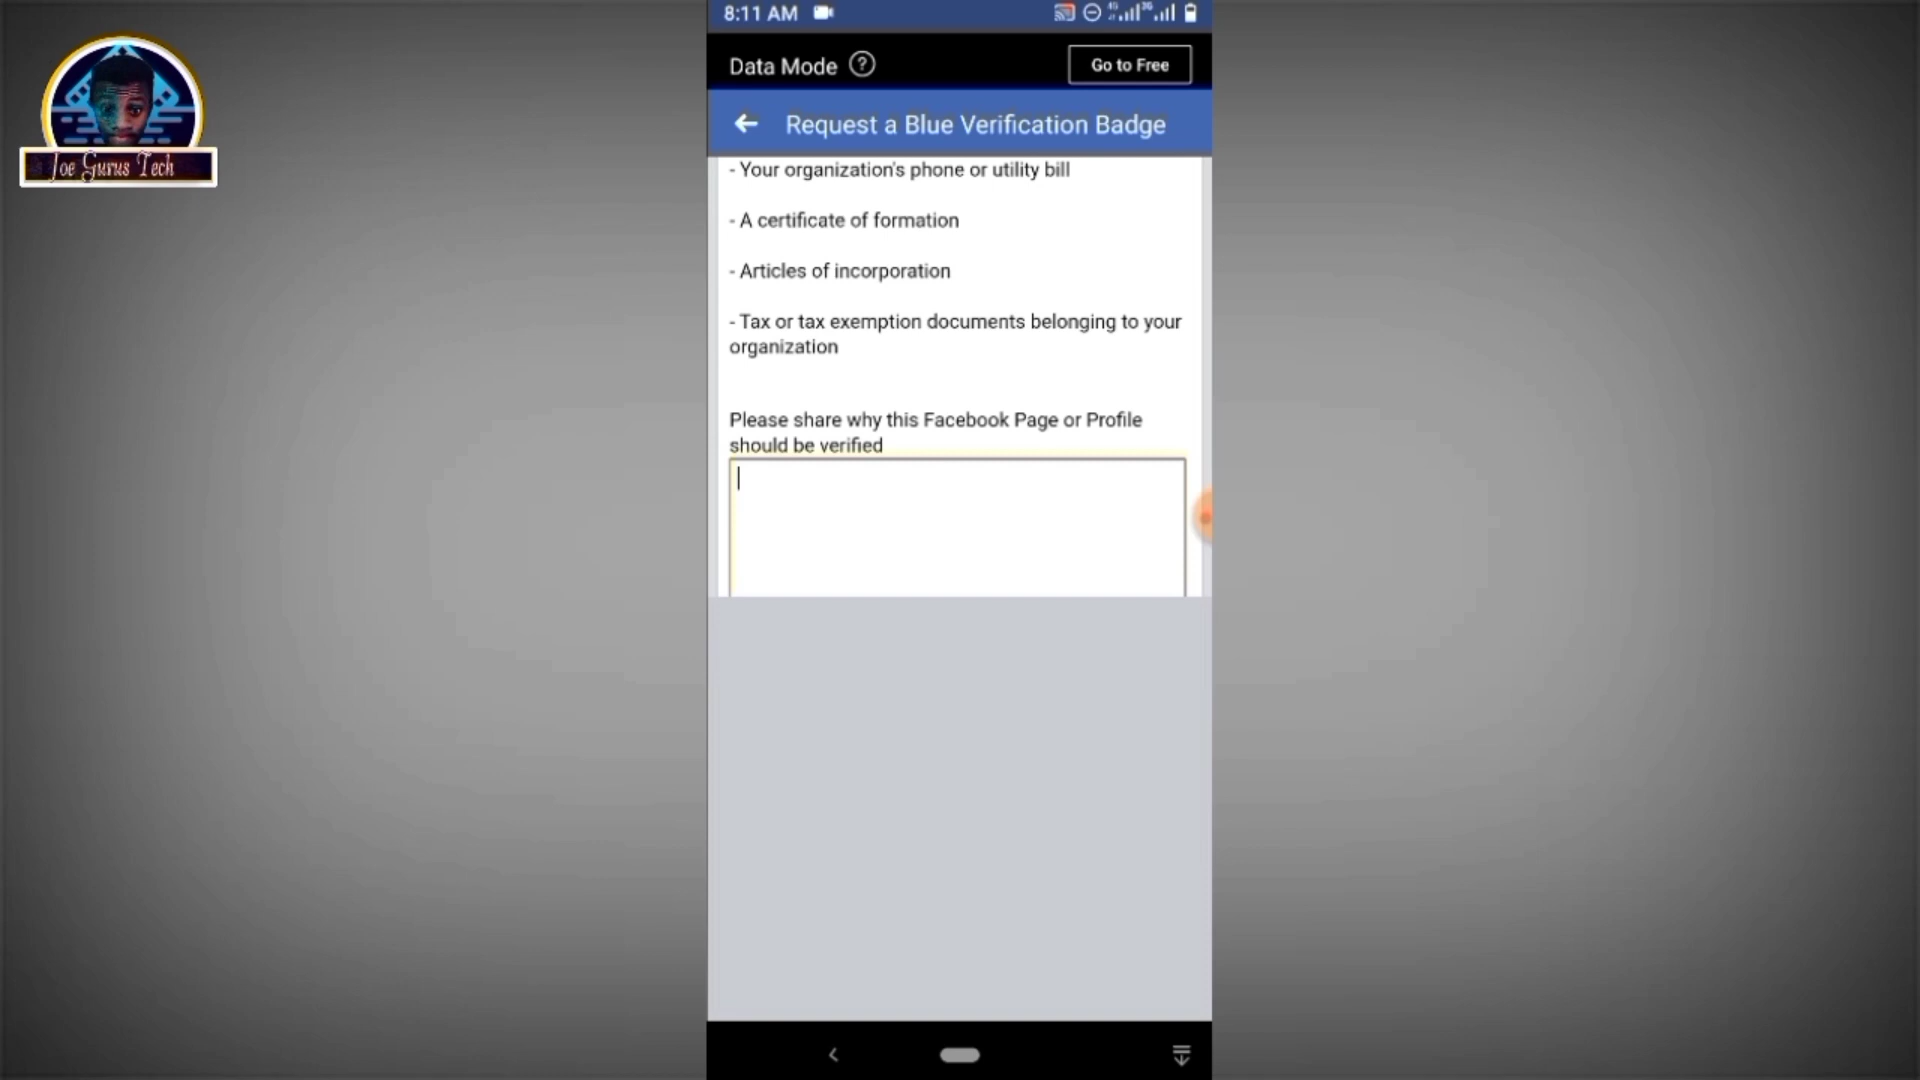 8:11 AM
4G
3G
Data Mode ?
Go to Free
Request a Blue Verification Badge
Joe Gurus Tech
- Your organization's phone or utility bill
- A certificate of formation
- Articles of incorporation
- Tax or tax exemption documents belonging to your
organization
Please share why this Facebook Page or Profile
should be verified